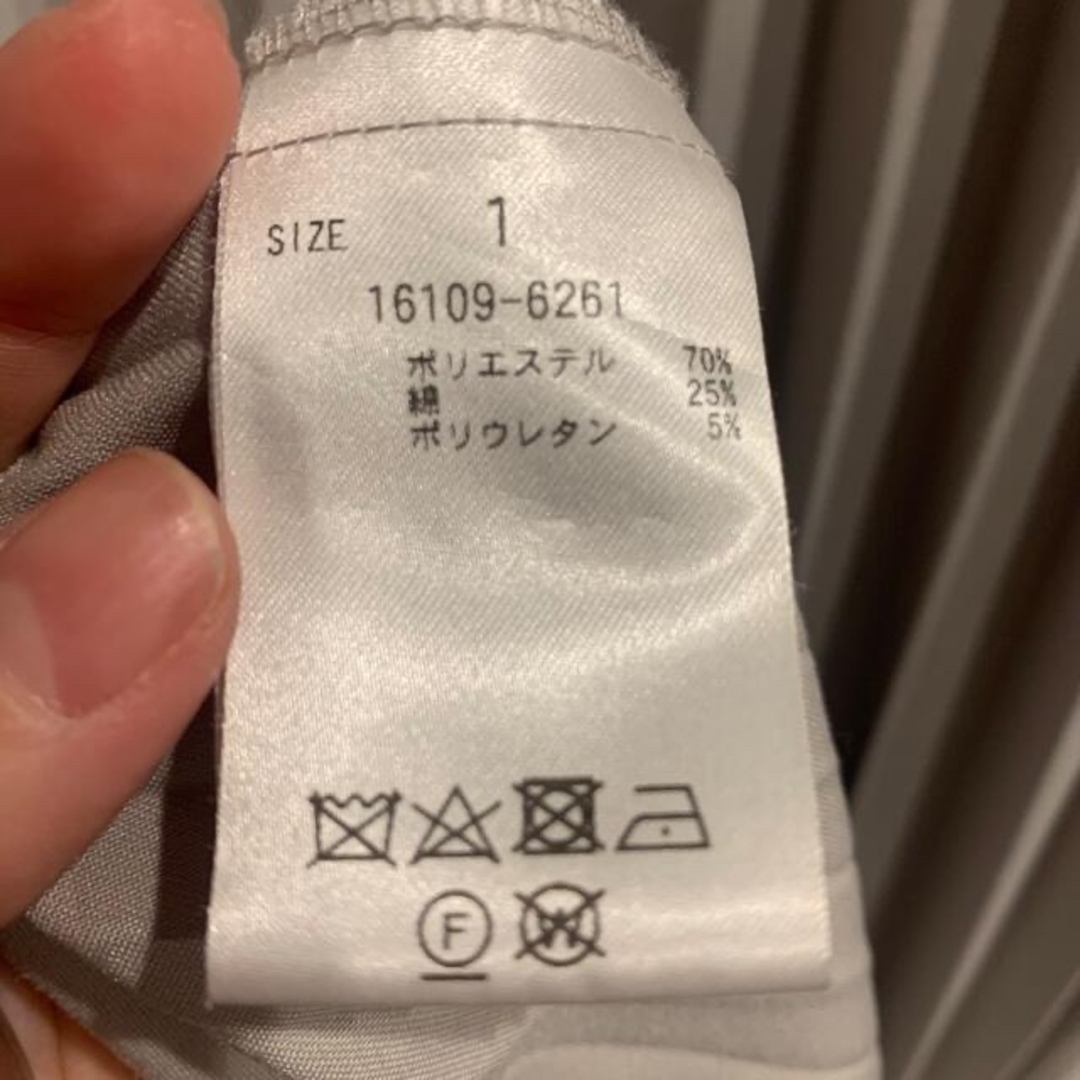 SIZE 1
16109-6261
ポリエステル 70%
綿 25%
ポリウレタン 5%
F W